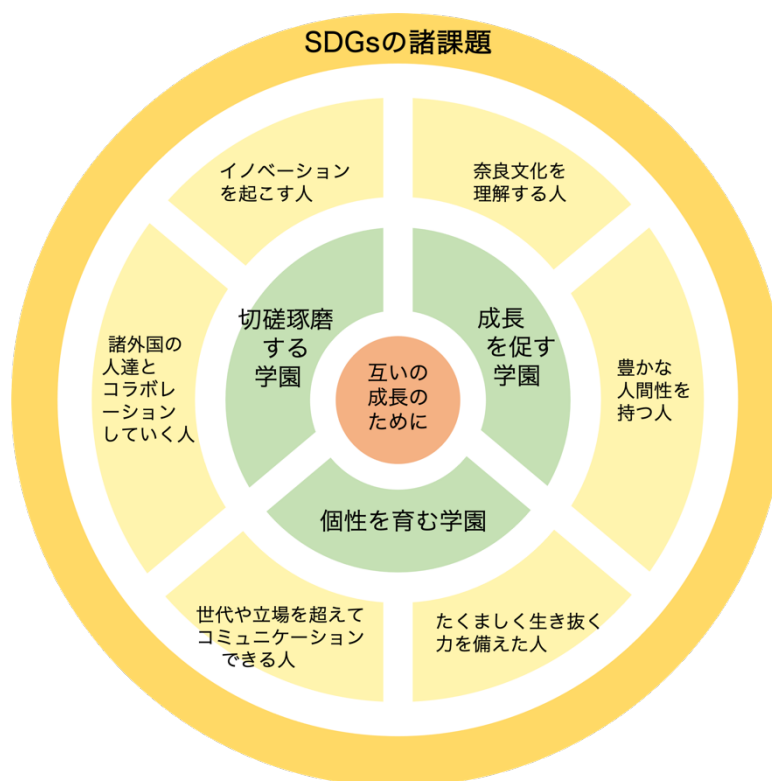 SDGsの諸課題
イノベーション
を起こす人
奈良文化を
理解する人
諸外国の
人達と
コラボレ
ーション
していく人
切磋琢磨
する
学園
成長
を促す
学園
互いの
成長の
ために
豊かな
人間性を
持つ人
個性を育む学園
世代や立場を超えて
コミュニケーション
できる人
たくましく生き抜く
力を備えた人